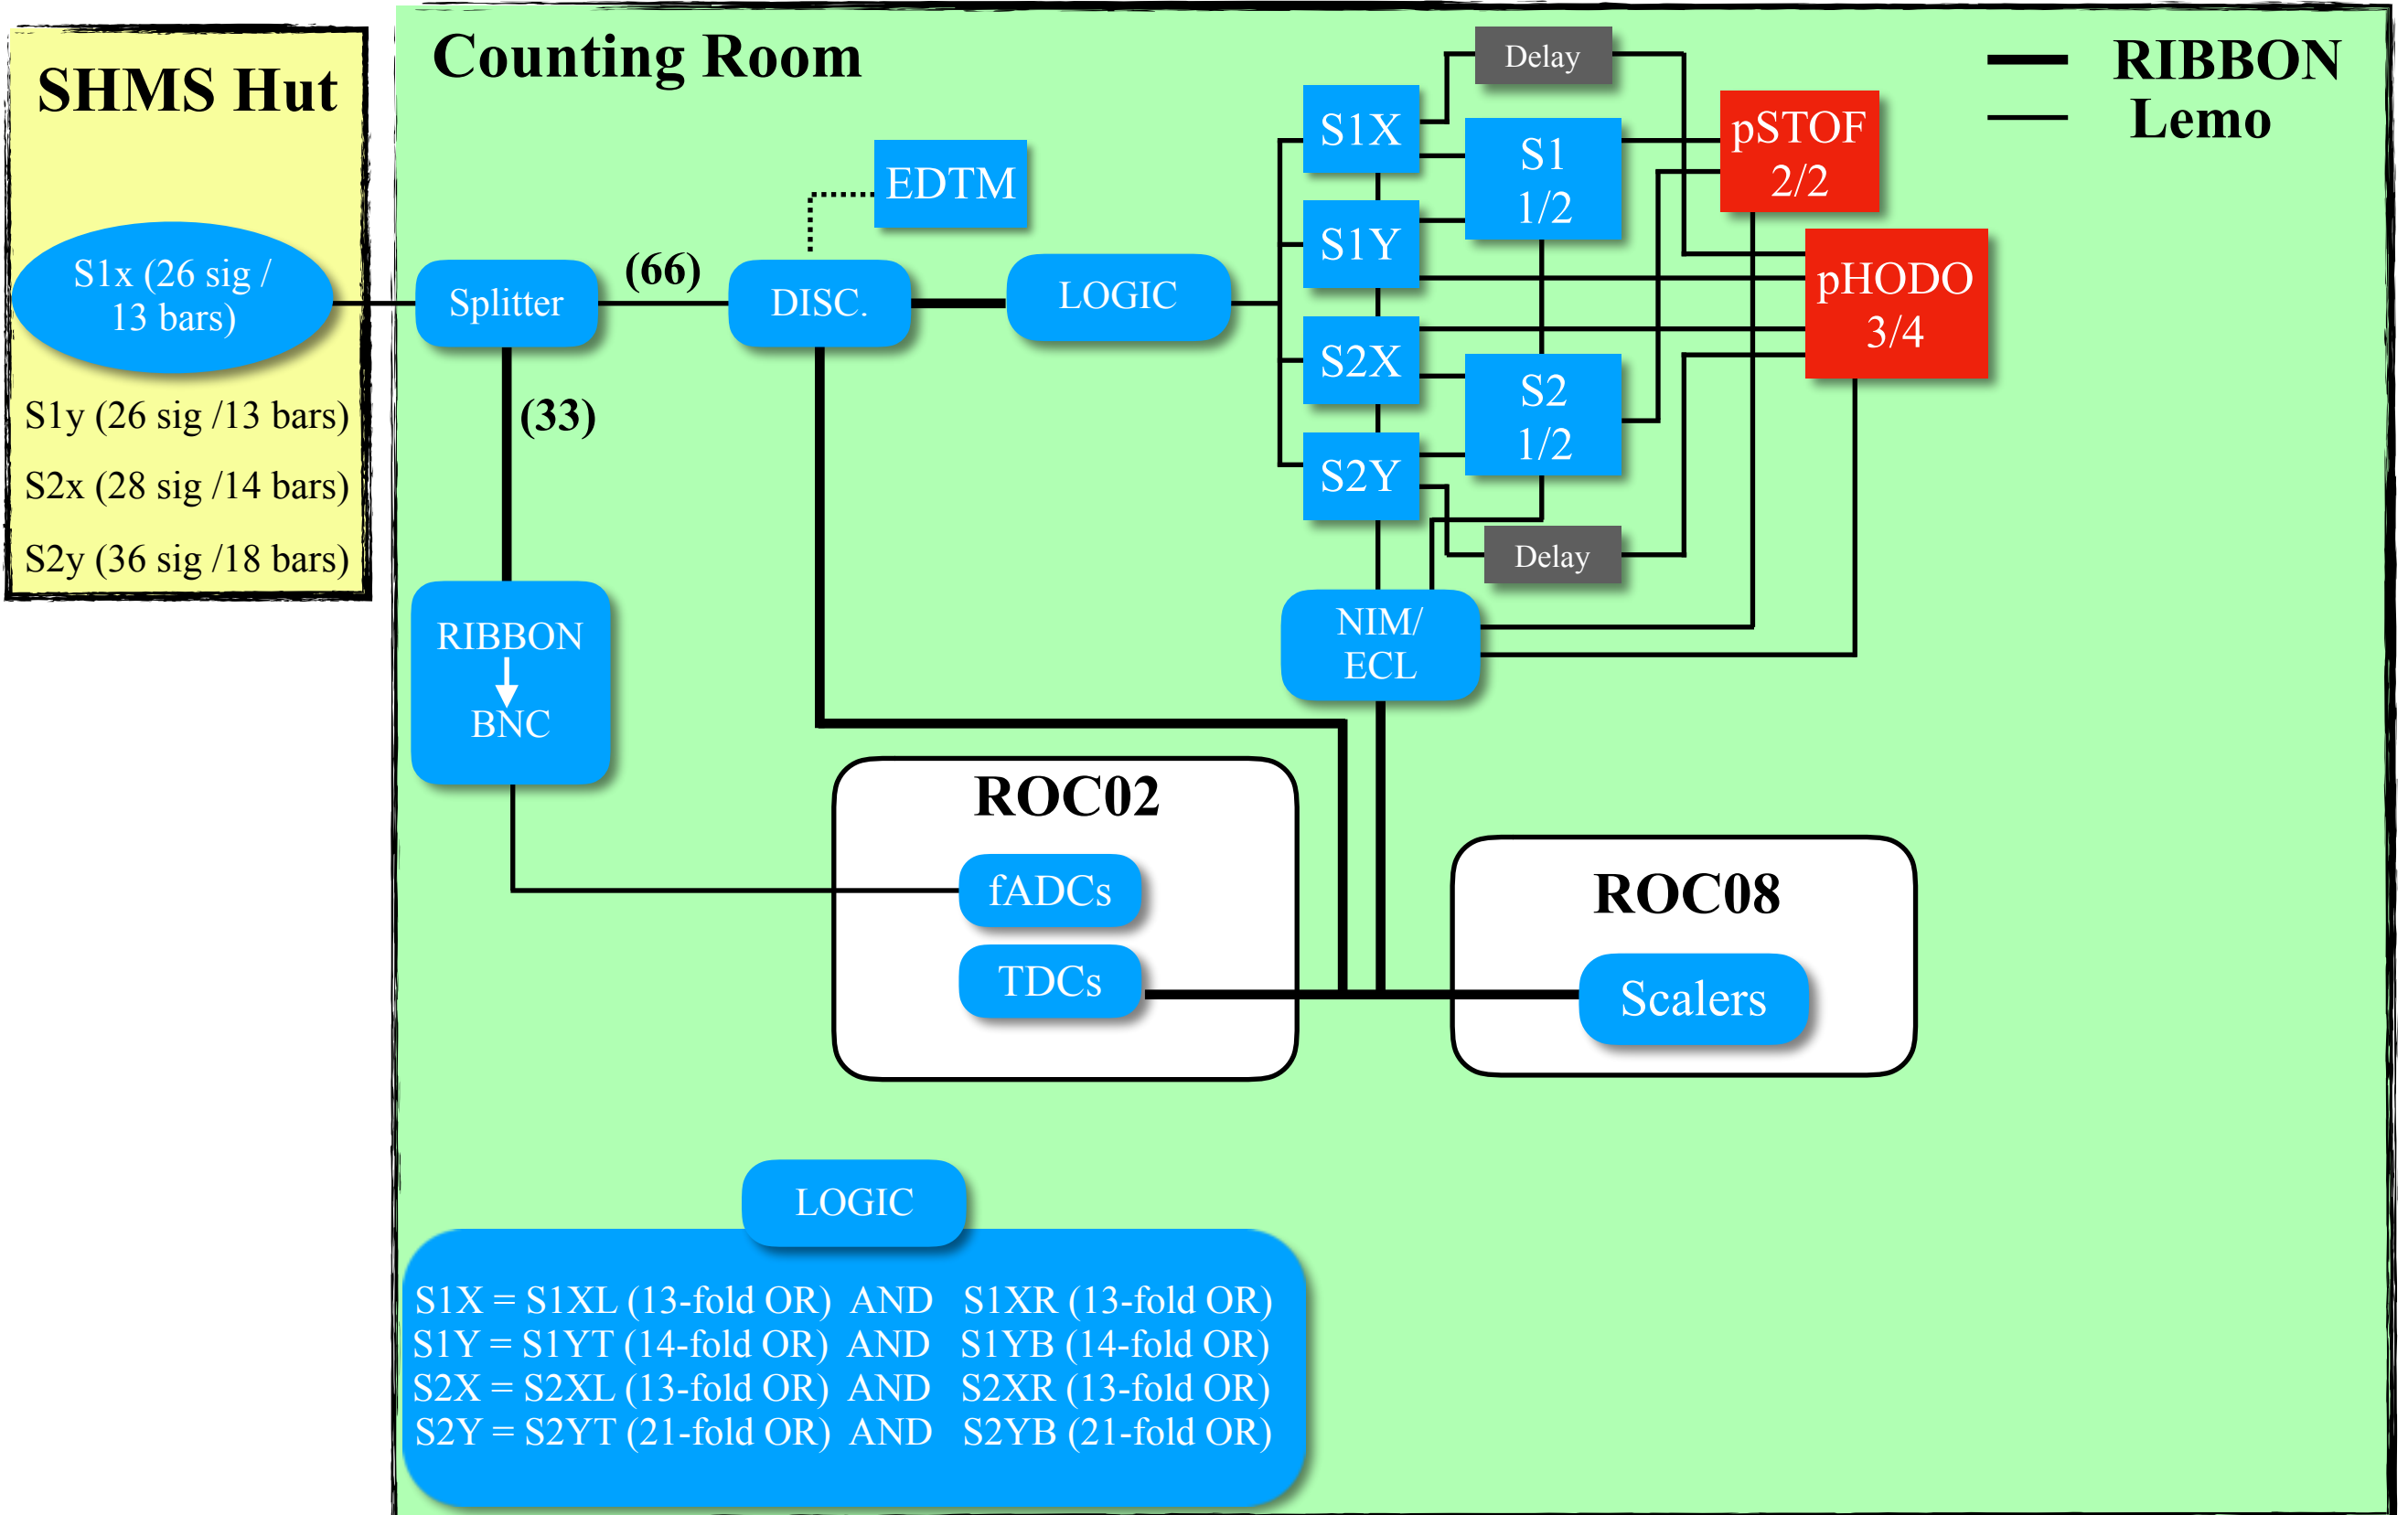 SHMS Hut
S1x (26 sig /
13 bars)
S1y (26 sig /13 bars)
S2x (28 sig /14 bars)
S2y (36 sig /18 bars)
Counting Room
RIBBON
Lemo
Delay
S1X
S1
1/2
pSTOF
2/2
EDTM
S1Y
pHODO
3/4
Splitter
(66)
DISC.
LOGIC
S2X
S2
1/2
(33)
S2Y
Delay
RIBBON
BNC
NIM/
ECL
ROC02
fADCs
TDCs
ROC08
Scalers
LOGIC
S1X = S1XL (13-fold OR) AND S1XR (13-fold OR)
S1Y = S1YT (14-fold OR) AND S1YB (14-fold OR)
S2X = S2XL (13-fold OR) AND S2XR (13-fold OR)
S2Y = S2YT (21-fold OR) AND S2YB (21-fold OR)